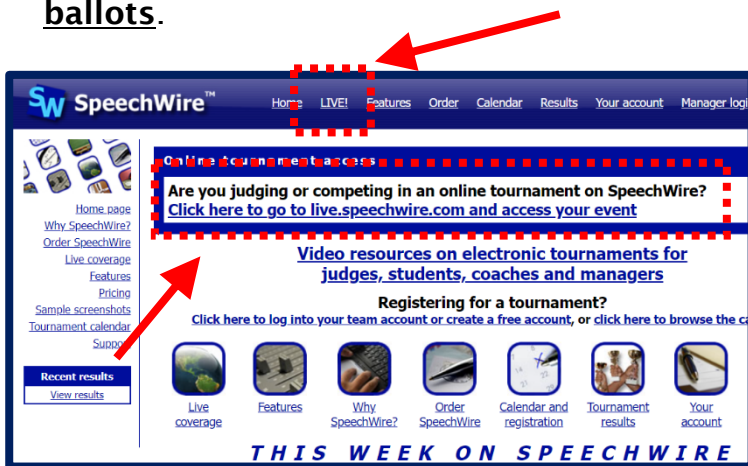 ballots.
SW SpeechWire™
Home LIVE! Features Order Calendar Results Your account Manager logi
Online tournament access
Are you judging or competing in an online tournament on SpeechWire?
Click here to go to live.speechwire.com and access your event
Home page
Why SpeechWire?
Order SpeechWire
Live coverage
Features
Pricing
Sample screenshots
Tournament calendar
Support
Recent results
View results
Video resources on electronic tournaments for
judges, students, coaches and managers
Registering for a tournament?
Click here to log into your team account or create a free account, or click here to browse the ca
Live
coverage
Features
Why
SpeechWire?
Order
SpeechWire
Calendar and
registration
Tournament
results
Your
account
THIS WEEK ON SPEECHWIRE